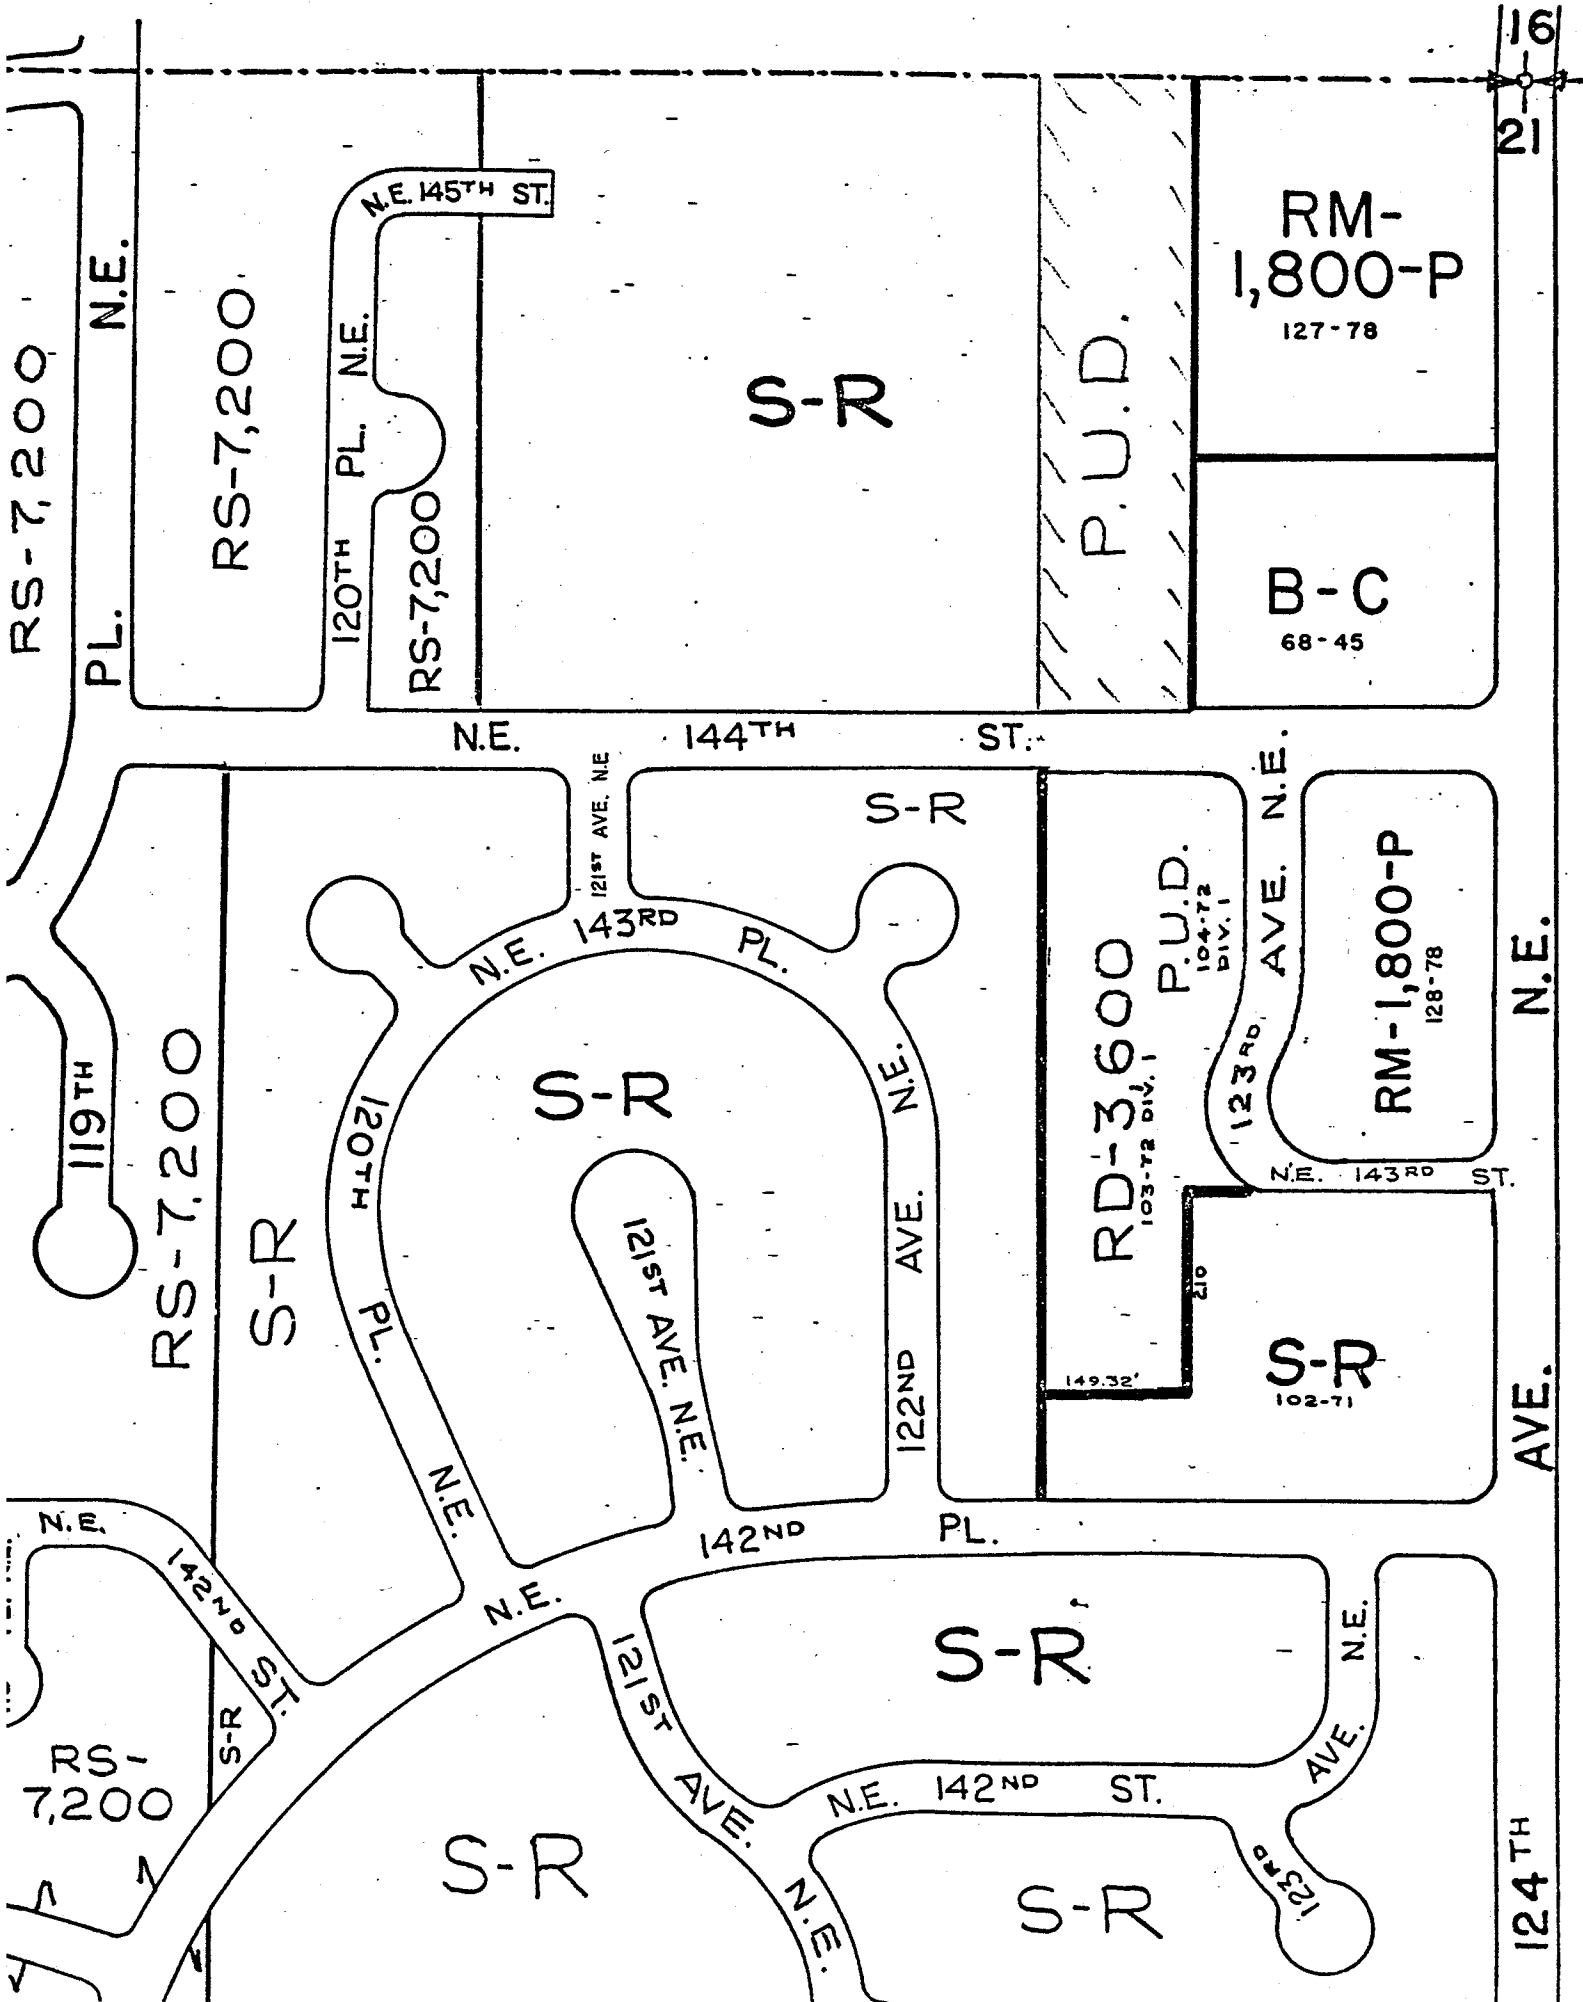 16
21
N.E. 145TH ST.
RM-
1,800-P
127-78
PL. N.E.
RS-7,200
RS-7,200
120TH PL. N.E.
RS-7,200
S-R
P.U.D.
B-C
68-45
N.E. 144TH ST.
121ST AVE. N.E
S-R
N.E. 143RD PL.
P.U.D.
104-72
DIV. 1
123RD AVE. N.E.
RM-1,800-P
128-78
RD-3,600
103-72 DIV. 1
119TH
RS-7,200
S-R
120TH PL. N.E.
S-R
121ST AVE. N.E.
122ND AVE. N.E.
N.E. 143RD ST.
210
149.32'
S-R
102-71
124TH AVE. N.E.
N.E. 142ND ST.
N.E. 142ND PL.
S-R
RS-
7,200
S-R
121ST AVE. N.E.
N.E. 142ND ST.
123RD AVE. N.E.
S-R
S-R